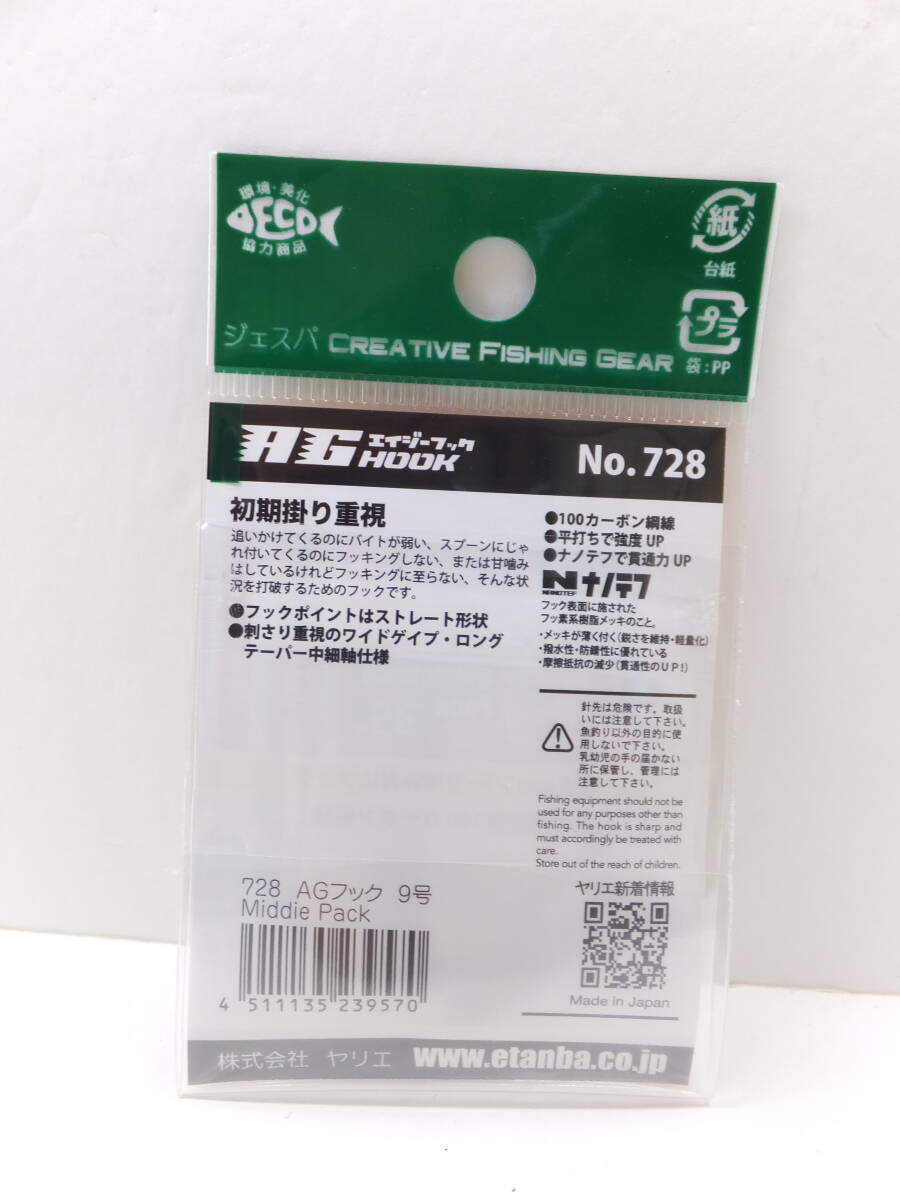 環境・美化
DECO
協力商品
紙
台紙
プラ
袋：PP
ジェスパ CREATIVE FISHING GEAR
AG エイジーフック
HOOK
No.728
初期掛り重視
追いかけてくるのにバイトが弱い、スプーンにじゃ
れ付いてくるのにフッキングしない、または甘噛み
はしているけれどフッキングに至らない、そんな状
況を打破するためのフックです。
●フックポイントはストレート形状
●刺さり重視のワイドゲイプ・ロング
テーパー中細軸仕様
●100カーボン綱線
●平打ちで強度 UP
●ナノテフで貫通力 UP
N NANOTEF ナノテフ
フック表面に施された
フッ素系樹脂メッキのこと。
・メッキが薄く付く(鋭さを維持・軽量化)
・撥水性・防錆性に優れている
・摩擦抵抗の減少(貫通性のUP!)
針先は危険です。取扱
いには注意して下さい。
魚釣り以外の目的に使
用しないで下さい。
乳幼児の手の届かない
所に保管し、管理には
注意して下さい。
Fishing equipment should not be
used for any purposes other than
fishing. The hook is sharp and
must accordingly be treated with
care.
Store out of the reach of children.
728 AGフック 9号
Middie Pack
4 511135 239570
ヤリエ新着情報
Made in Japan
株式会社 ヤリエ www.etanba.co.jp